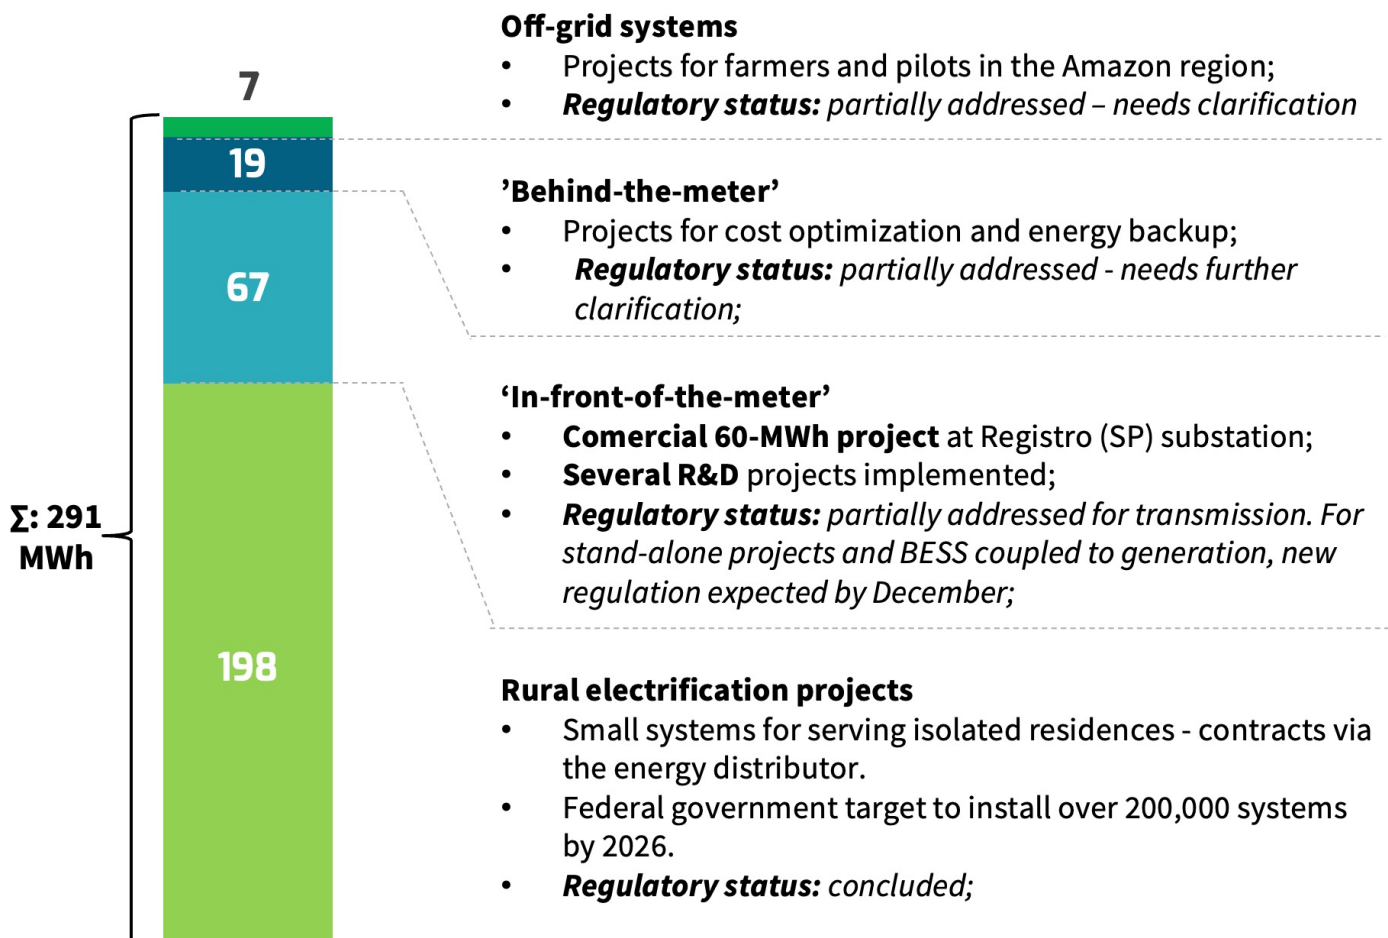 Off-grid systems
• Projects for farmers and pilots in the Amazon region;
• Regulatory status: partially addressed – needs clarification
7
19
’Behind-the-meter’
• Projects for cost optimization and energy backup;
• Regulatory status: partially addressed - needs further
clarification;
67
‘In-front-of-the-meter’
• Comercial 60-MWh project at Registro (SP) substation;
• Several R&D projects implemented;
• Regulatory status: partially addressed for transmission. For
stand-alone projects and BESS coupled to generation, new
regulation expected by December;
∑: 291
MWh
198
Rural electrification projects
• Small systems for serving isolated residences - contracts via
the energy distributor.
• Federal government target to install over 200,000 systems
by 2026.
• Regulatory status: concluded;